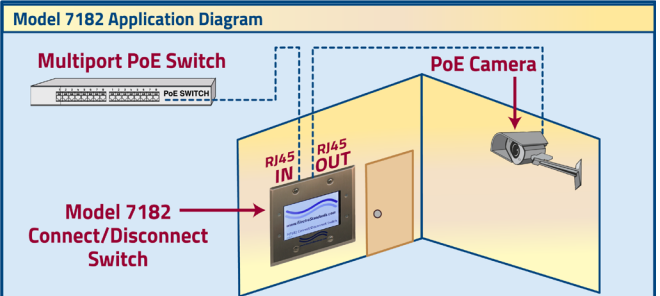 Model 7182 Application Diagram
Multiport PoE Switch
PoE SWITCH
PoE Camera
RJ45 IN
RJ45 OUT
Model 7182
Connect/Disconnect
Switch